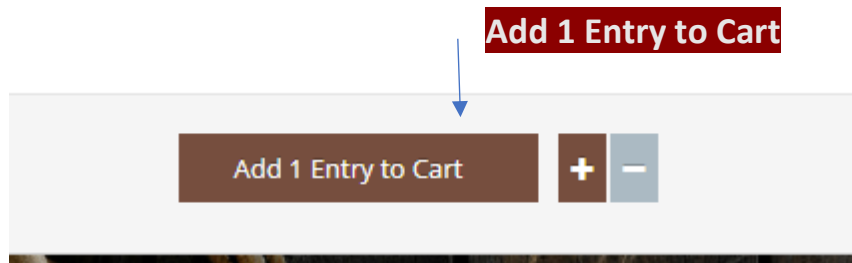 Add 1 Entry to Cart
Add 1 Entry to Cart + −